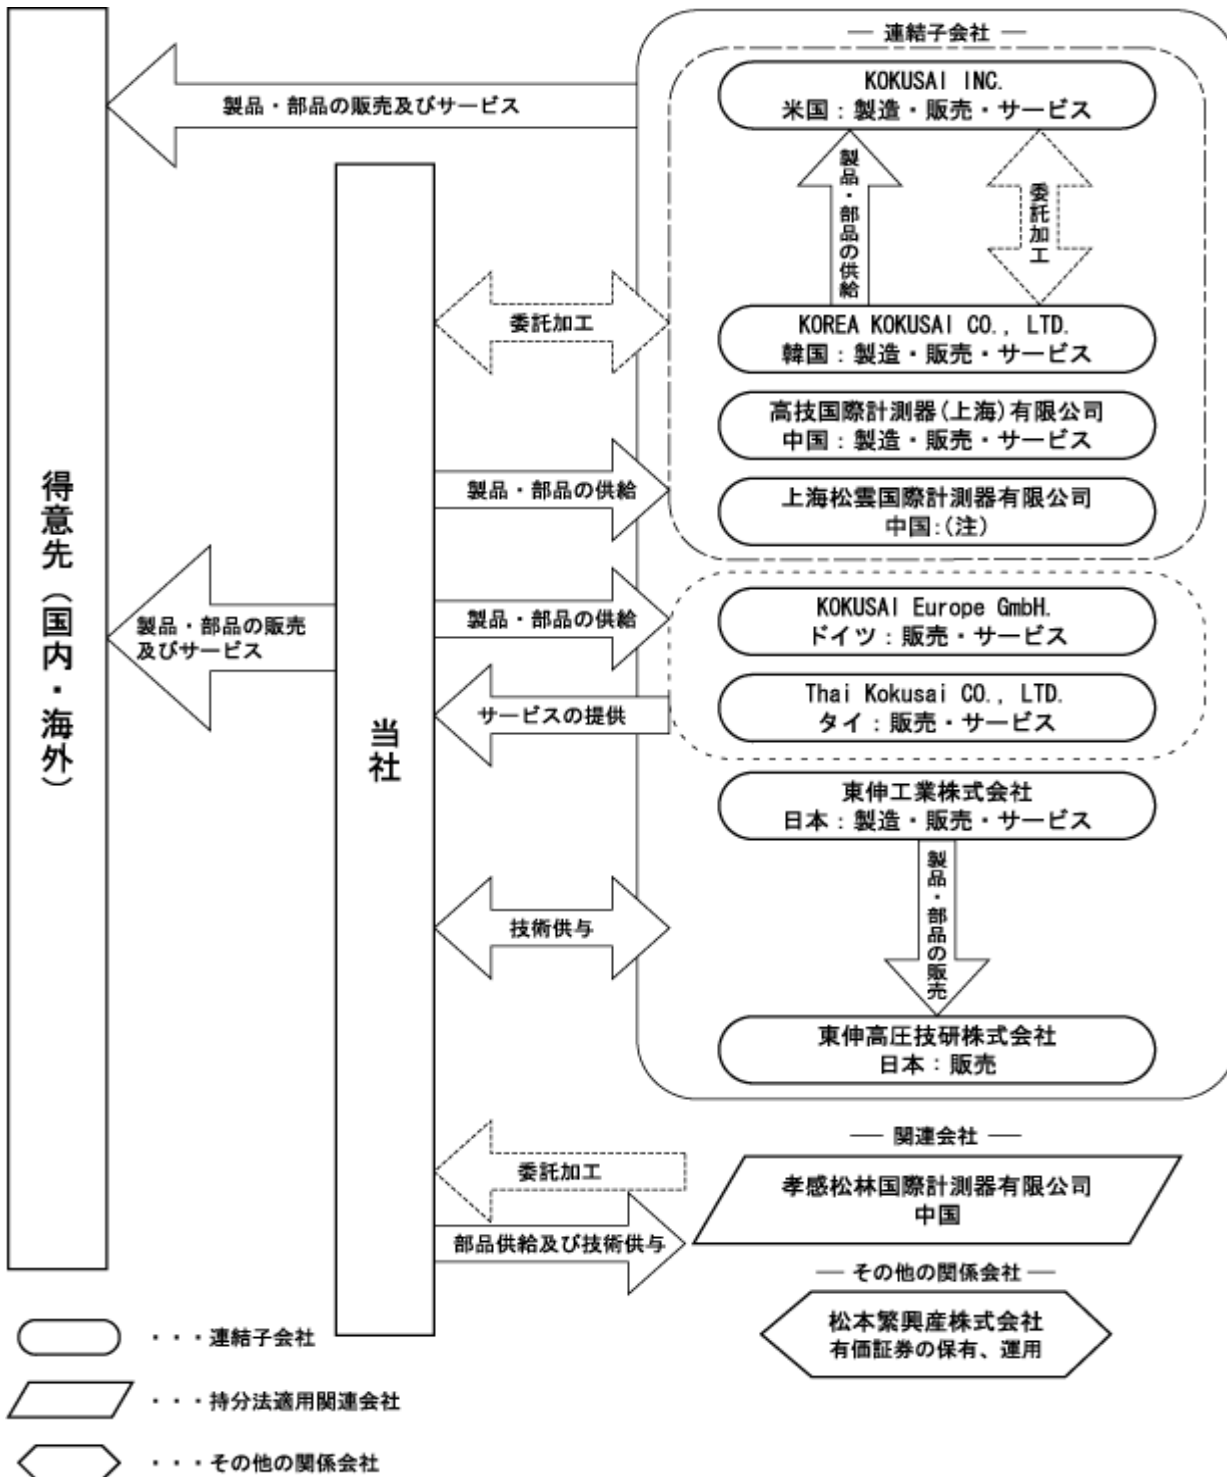 ― 連結子会社 ―
KOKUSAI INC.
米国：製造・販売・サービス
製品・部品の販売及びサービス
製品・部品の供給
委託加工
委託加工
KOREA KOKUSAI CO., LTD.
韓国：製造・販売・サービス
高技国際計測器(上海)有限公司
中国：製造・販売・サービス
製品・部品の供給
上海松雲国際計測器有限公司
中国:(注)
得意先（国内・海外）
製品・部品の販売
及びサービス
当社
製品・部品の供給
KOKUSAI Europe GmbH.
ドイツ：販売・サービス
サービスの提供
Thai Kokusai CO., LTD.
タイ：販売・サービス
東伸工業株式会社
日本：製造・販売・サービス
製品・部品の販売
技術供与
東伸高圧技研株式会社
日本：販売
― 関連会社 ―
委託加工
孝感松林国際計測器有限公司
中国
部品供給及び技術供与
― その他の関係会社 ―
松本繁興産株式会社
有価証券の保有、運用
・・・連結子会社
・・・持分法適用関連会社
・・・その他の関係会社